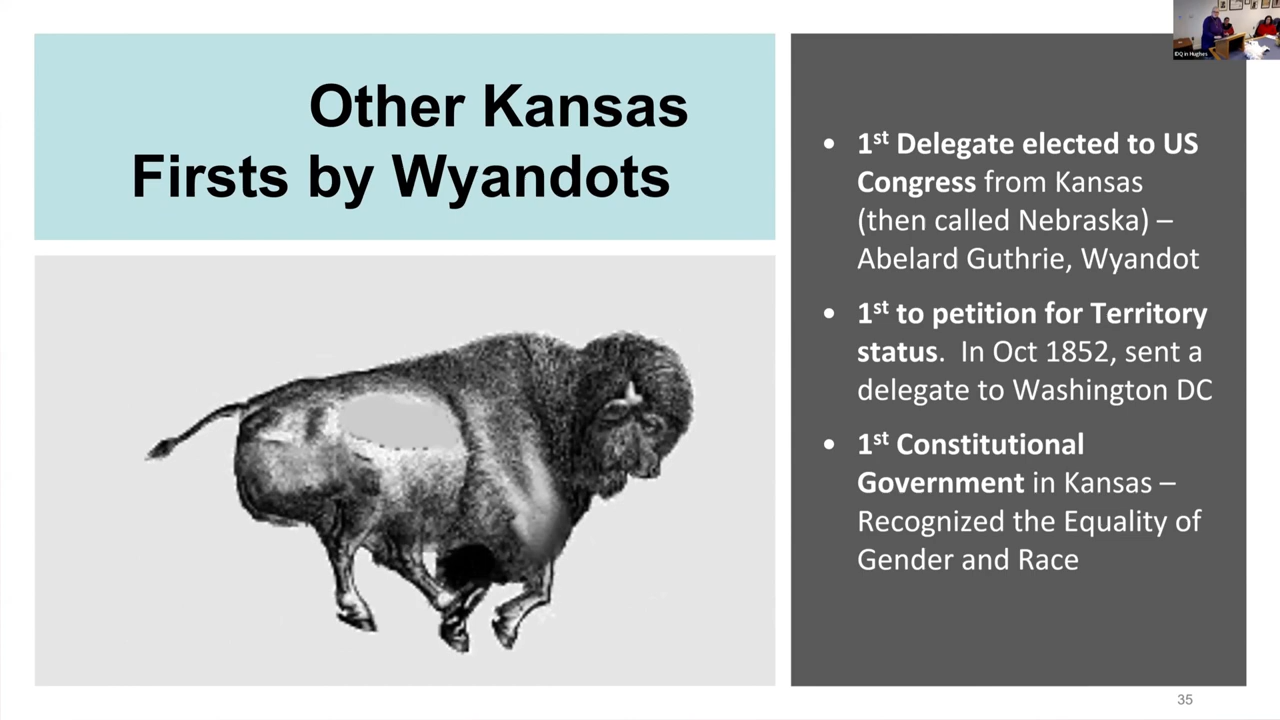 Other Kansas
Firsts by Wyandots
• 1st Delegate elected to US
Congress from Kansas
(then called Nebraska) –
Abelard Guthrie, Wyandot
• 1st to petition for Territory
status.  In Oct 1852, sent a
delegate to Washington DC
• 1st Constitutional
Government in Kansas –
Recognized the Equality of
Gender and Race
35